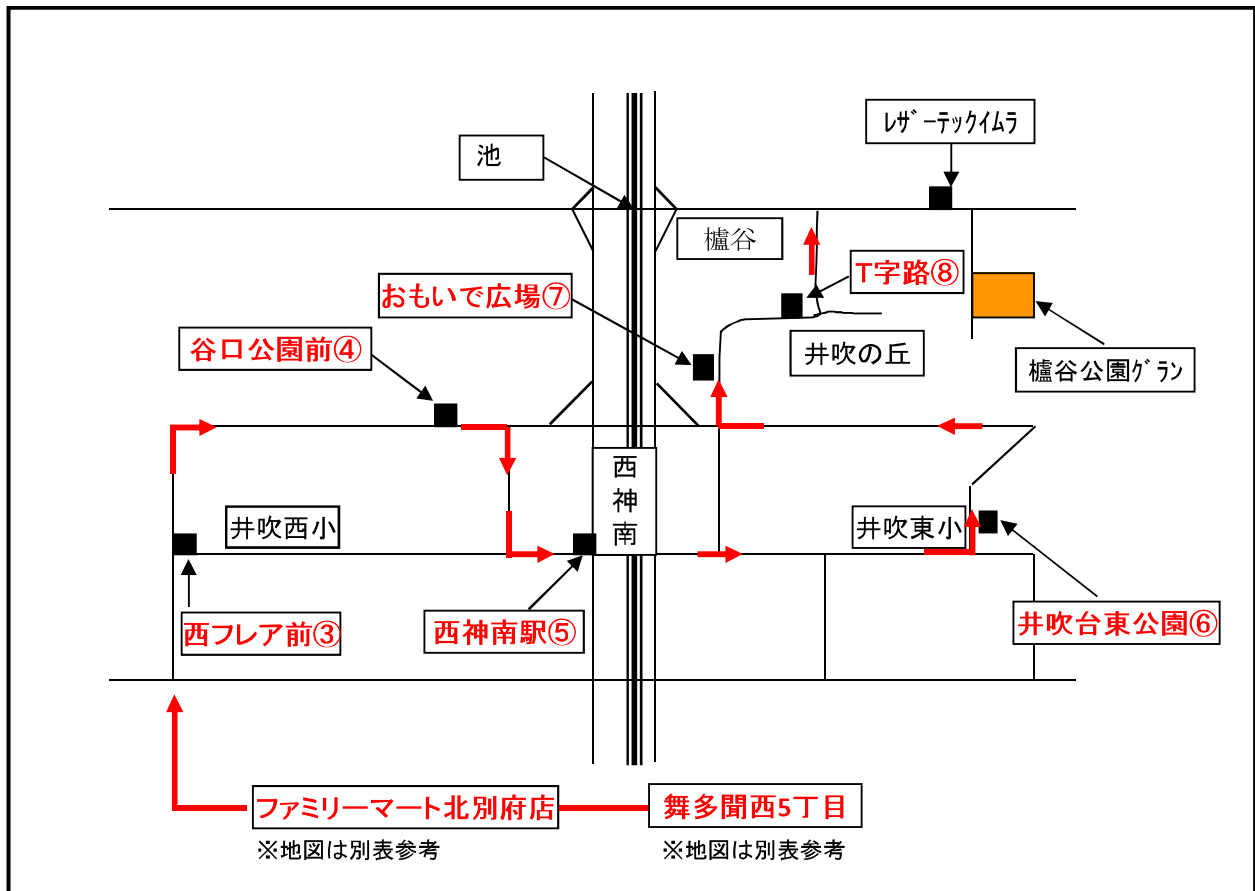 レザーテックイムラ
池
櫨谷
T字路⑧
おもいで広場⑦
谷口公園前④
井吹の丘
櫨谷公園グラン
西神南
井吹西小
井吹東小
西フレア前③
西神南駅⑤
井吹台東公園⑥
ファミリーマート北別府店
舞多聞西5丁目
※地図は別表参考
※地図は別表参考